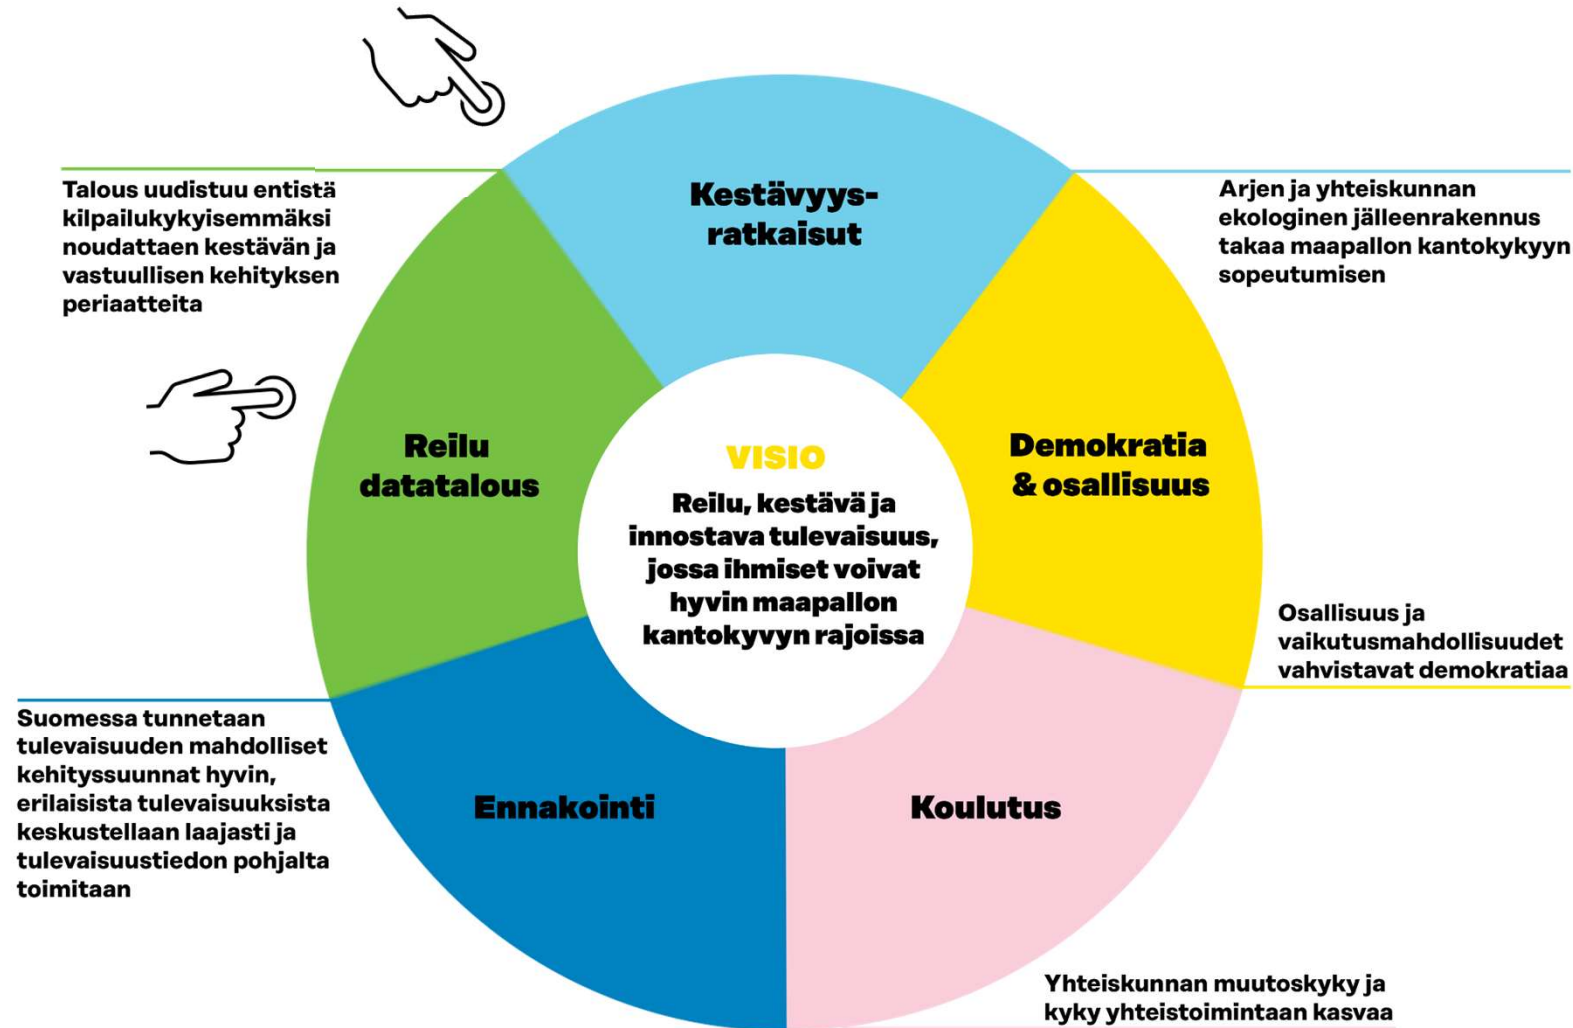 Kestävyys-
ratkaisut
Talous uudistuu entistä
kilpailukykyisemmäksi
noudattaen kestävän ja
vastuullisen kehityksen
periaatteita
Arjen ja yhteiskunnan
ekologinen jälleenrakennus
takaa maapallon kantokykyyn
sopeutumisen
Reilu
datatalous
VISIO
Reilu, kestävä ja
innostava tulevaisuus,
jossa ihmiset voivat
hyvin maapallon
kantokyvyn rajoissa
Demokratia
& osallisuus
Osallisuus ja
vaikutusmahdollisuudet
vahvistavat demokratiaa
Suomessa tunnetaan
tulevaisuuden mahdolliset
kehityssuunnat hyvin,
erilaisista tulevaisuuksista
keskustellaan laajasti ja
tulevaisuustiedon pohjalta
toimitaan
Ennakointi
Koulutus
Yhteiskunnan muutoskyky ja
kyky yhteistoimintaan kasvaa